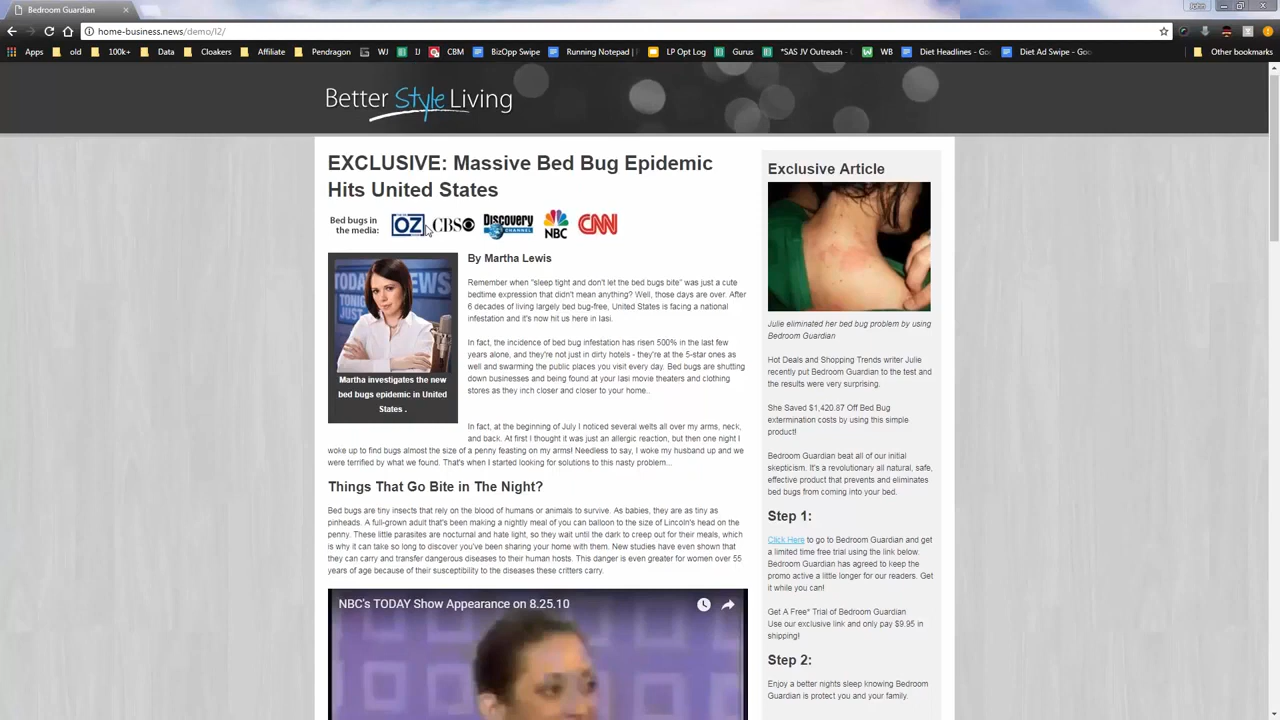 Bedroom Guardian
John
home-business.news/demo/12/
Apps old 100k+ Data Cloakers Affiliate Pendragon WJ IJ CBM BizOpp Swipe Running Notepad | LP Opt Log Gurus *SAS JV Outreach - WB Diet Headlines - Go Diet Ad Swipe - Goo Other bookmarks
Better Style Living
EXCLUSIVE: Massive Bed Bug Epidemic
Hits United States
Bed bugs in
the media:
OZ CBS Discovery CHANNEL NBC CNN
TODAY NEWS
TONIG
JUST
Martha investigates the new
bed bugs epidemic in United
States .
By Martha Lewis
Remember when "sleep tight and don't let the bed bugs bite" was just a cute
bedtime expression that didn't mean anything? Well, those days are over. After
6 decades of living largely bed bug-free, United States is facing a national
infestation and it's now hit us here in Iasi.
In fact, the incidence of bed bug infestation has risen 500% in the last few
years alone, and they're not just in dirty hotels - they're at the 5-star ones as
well and swarming the public places you visit every day. Bed bugs are shutting
down businesses and being found at your Iasi movie theaters and clothing
stores as they inch closer and closer to your home..
In fact, at the beginning of July I noticed several welts all over my arms, neck,
and back. At first I thought it was just an allergic reaction, but then one night I
woke up to find bugs almost the size of a penny feasting on my arms! Needless to say, I woke my husband up and we
were terrified by what we found. That's when I started looking for solutions to this nasty problem...
Things That Go Bite in The Night?
Bed bugs are tiny insects that rely on the blood of humans or animals to survive. As babies, they are as tiny as
pinheads. A full-grown adult that's been making a nightly meal of you can balloon to the size of Lincoln's head on the
penny. These little parasites are nocturnal and hate light, so they wait until the dark to creep out for their meals, which
is why it can take so long to discover you've been sharing your home with them. New studies have even shown that
they can carry and transfer dangerous diseases to their human hosts. This danger is even greater for women over 55
years of age because of their susceptibility to the diseases these critters carry.
NBC's TODAY Show Appearance on 8.25.10
Exclusive Article
Julie eliminated her bed bug problem by using
Bedroom Guardian
Hot Deals and Shopping Trends writer Julie
recently put Bedroom Guardian to the test and
the results were very surprising.
She Saved $1,420.87 Off Bed Bug
extermination costs by using this simple
product!
Bedroom Guardian beat all of our initial
skepticism. It's a revolutionary all natural, safe,
effective product that prevents and eliminates
bed bugs from coming into your bed.
Step 1:
Click Here to go to Bedroom Guardian and get
a limited time free trial using the link below.
Bedroom Guardian has agreed to keep the
promo active a little longer for our readers. Get
it while you can!
Get A Free* Trial of Bedroom Guardian
Use our exclusive link and only pay $9.95 in
shipping!
Step 2:
Enjoy a better nights sleep knowing Bedroom
Guardian is protect you and your family.